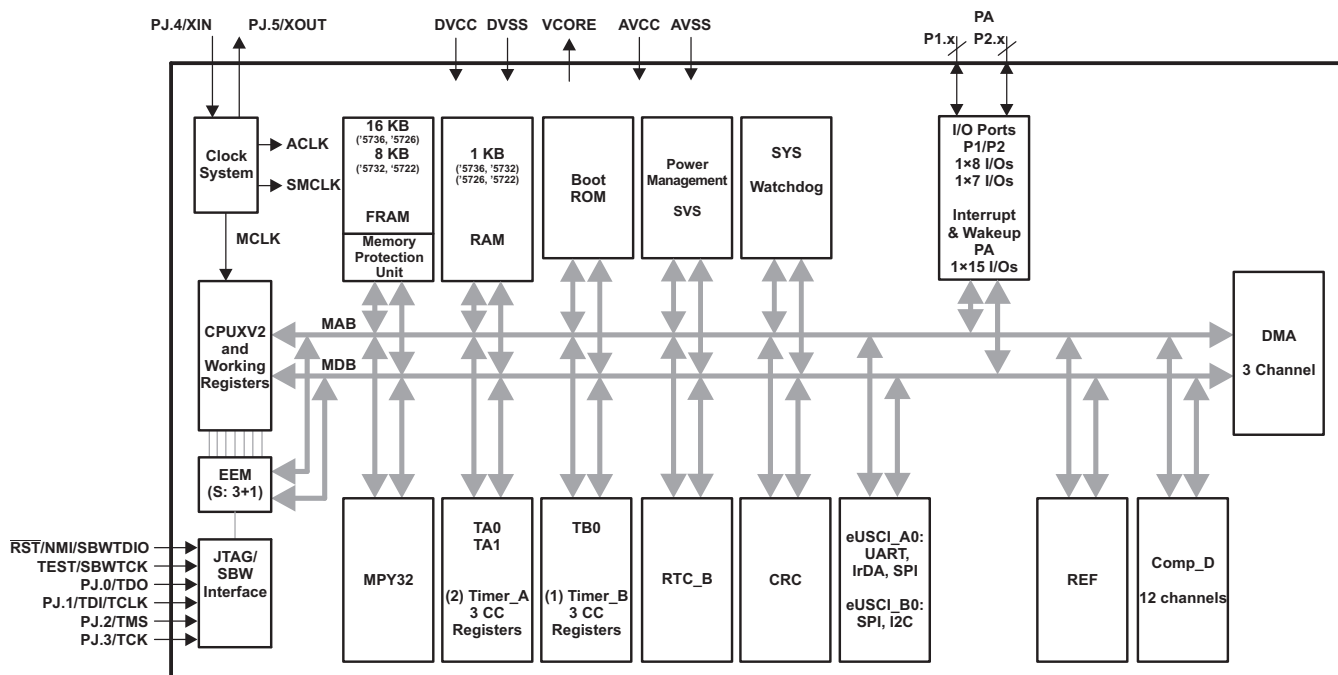 PJ.4/XIN
PJ.5/XOUT
DVCC
DVSS
VCORE
AVCC
AVSS
PA
P1.x
P2.x
Clock
System
ACLK
SMCLK
MCLK
16 KB
('5736, '5726)
8 KB
('5732, '5722)
FRAM
Memory
Protection
Unit
1 KB
('5736, '5732)
('5726, '5722)
RAM
Boot
ROM
Power
Management
SVS
SYS
Watchdog
I/O Ports
P1/P2
1×8 I/Os
1×7 I/Os
Interrupt
& Wakeup
PA
1×15 I/Os
CPUXV2
and
Working
Registers
MAB
MDB
DMA
3 Channel
EEM
(S: 3+1)
RST/NMI/SBWTDIO
TEST/SBWTCK
PJ.0/TDO
PJ.1/TDI/TCLK
PJ.2/TMS
PJ.3/TCK
JTAG/
SBW
Interface
MPY32
TA0
TA1
(2) Timer_A
3 CC
Registers
TB0
(1) Timer_B
3 CC
Registers
RTC_B
CRC
eUSCI_A0:
UART,
IrDA, SPI
eUSCI_B0:
SPI, I2C
REF
Comp_D
12 channels